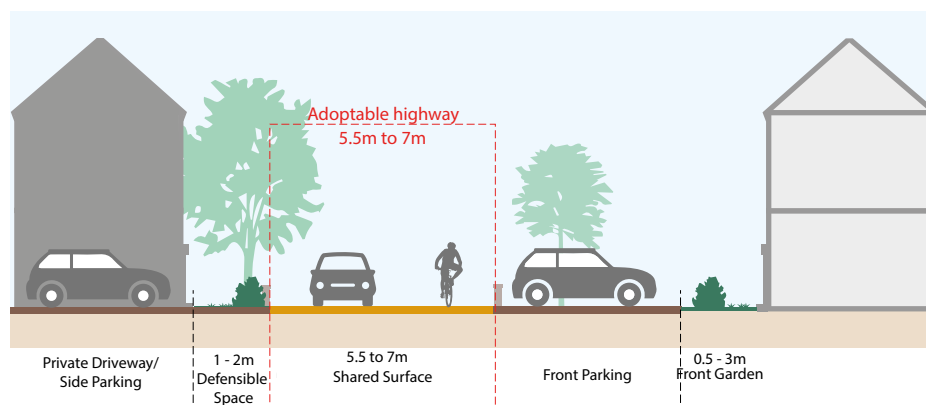 Adoptable highway
5.5m to 7m
Private Driveway/
Side Parking
1 - 2m
Defensible
Space
5.5 to 7m
Shared Surface
Front Parking
0.5 - 3m
Front Garden